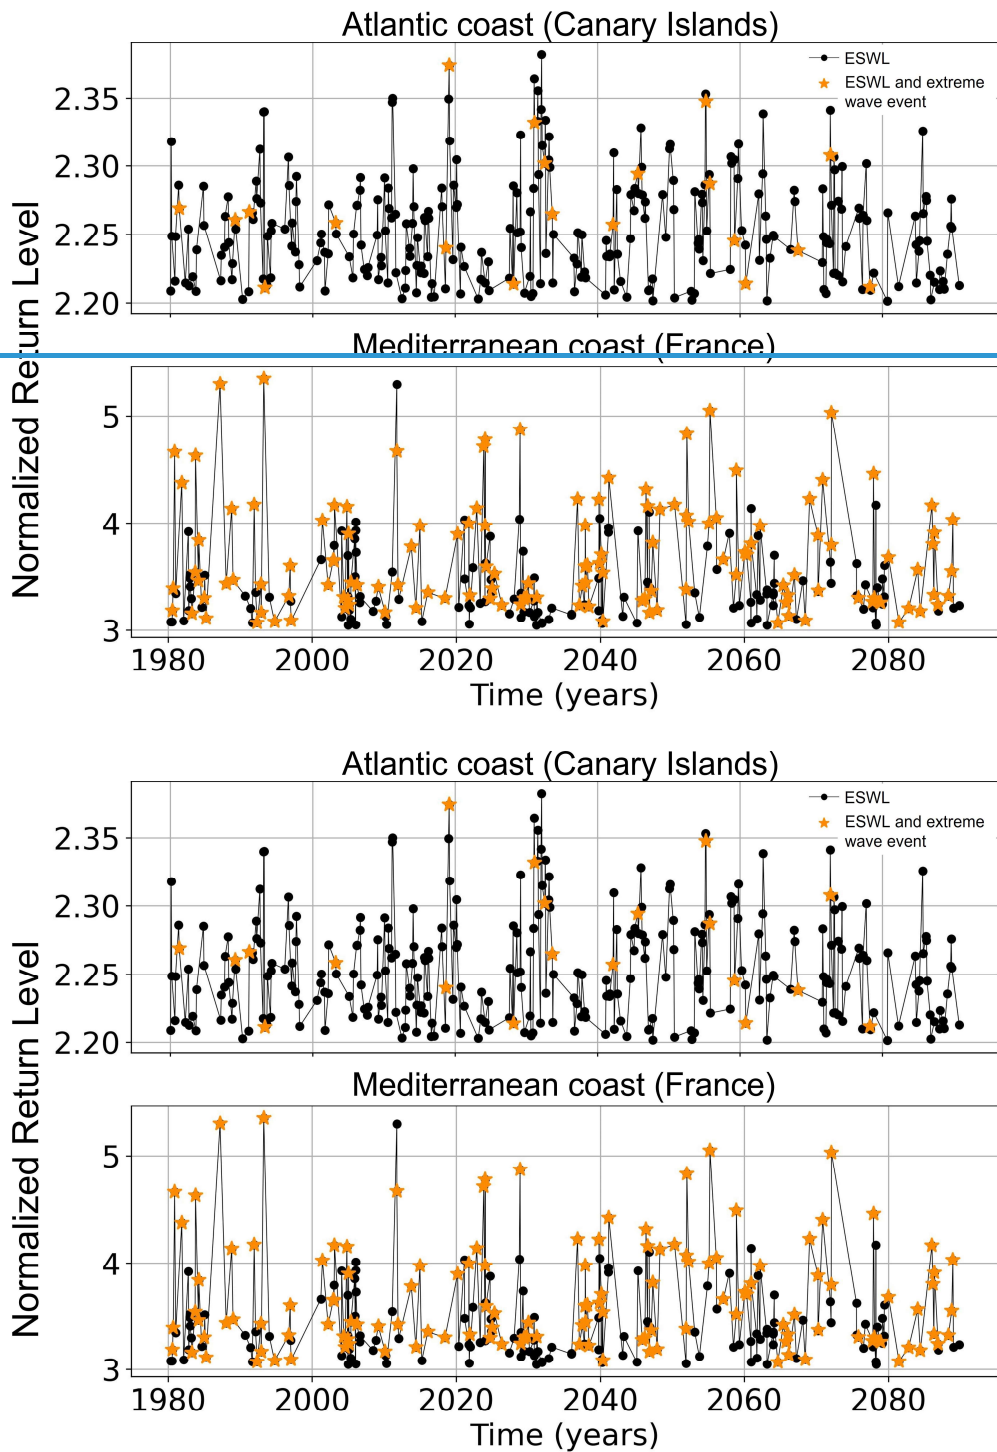 Atlantic coast (Canary Islands)
ESWL
ESWL and extreme
wave event
2.35
2.30
2.25
2.20
Normalized Return Level
Mediterranean coast (France)
5
4
3
1980 2000 2020 2040 2060 2080
Time (years)
Atlantic coast (Canary Islands)
ESWL
ESWL and extreme
wave event
2.35
2.30
2.25
2.20
Normalized Return Level
Mediterranean coast (France)
5
4
3
1980 2000 2020 2040 2060 2080
Time (years)